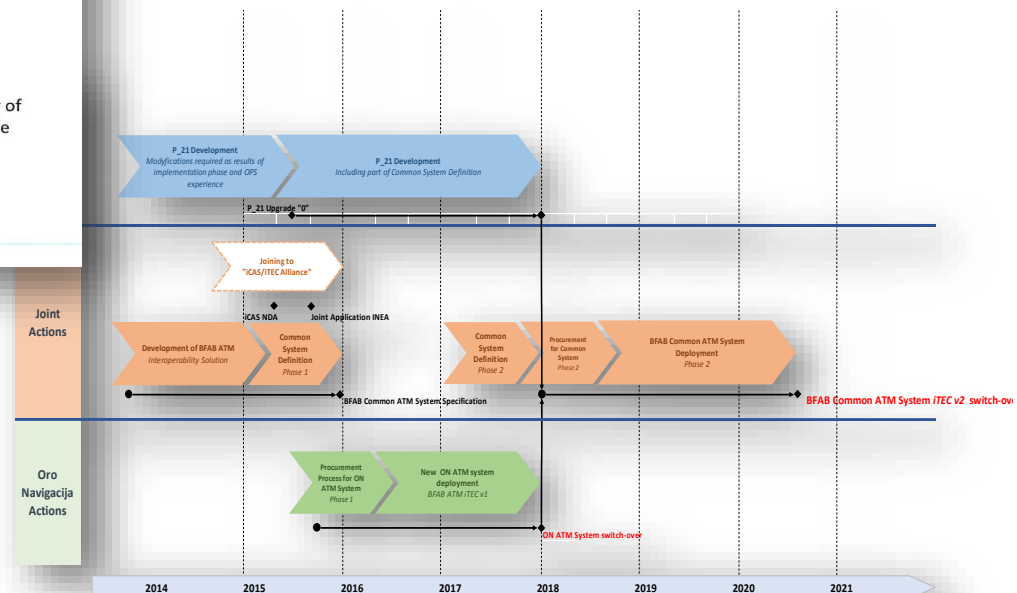 of
e
P_21 Development
Modyfications required as results of
implementation phase and OPS
experience
P_21 Development
Including part of Common System Definition
P_21 Upgrade "0"
Joining to
"iCAS/iTEC Alliance"
Joint
Actions
iCAS NDA
Joint Application INEA
Development of BFAB ATM
Interoperability Solution
Common
System
Definition
Phase 1
Common
System
Definition
Phase 2
Procurement
for Common
System
Phase 2
BFAB Common ATM System
Deployment
Phase 2
BFAB Common ATM System Specification
BFAB Common ATM System iTEC v2 switch-ove
Oro
Navigacija
Actions
Procurement
Process for ON
ATM System
Phase 1
New ON ATM system
deployment
BFAB ATM iTEC v1
ON ATM System switch-over
2014 2015 2016 2017 2018 2019 2020 2021